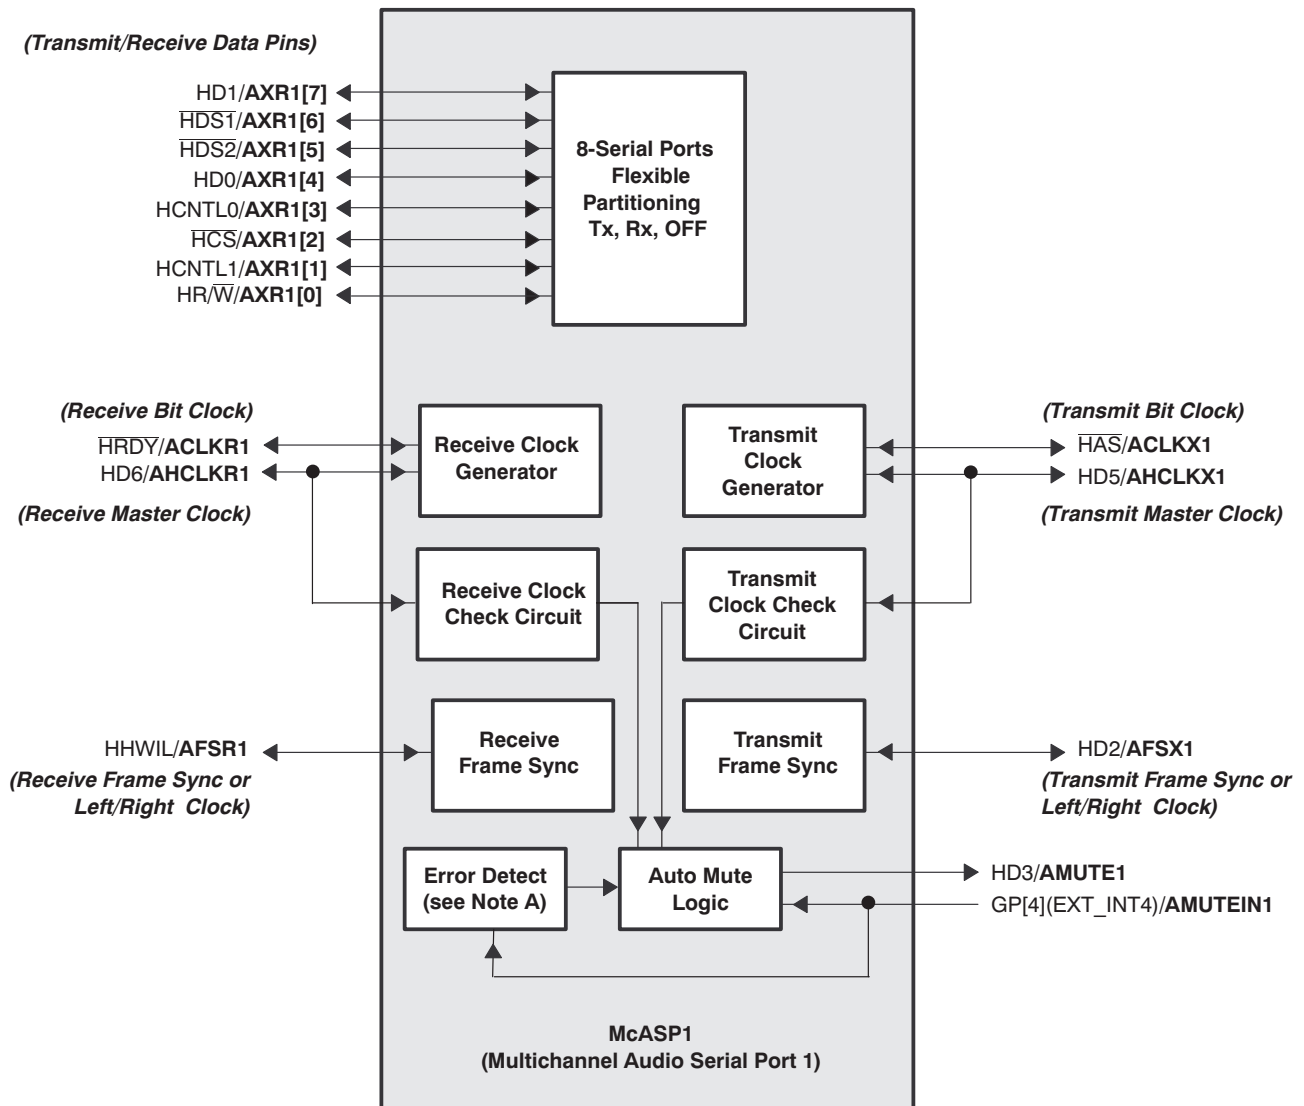 (Transmit/Receive Data Pins)
HD1/AXR1[7]
HDS1/AXR1[6]
HDS2/AXR1[5]
HD0/AXR1[4]
HCNTL0/AXR1[3]
HCS/AXR1[2]
HCNTL1/AXR1[1]
HR/W/AXR1[0]
8-Serial Ports
Flexible
Partitioning
Tx, Rx, OFF
(Receive Bit Clock)
HRDY/ACLKR1
HD6/AHCLKR1
(Receive Master Clock)
Receive Clock
Generator
Transmit
Clock
Generator
(Transmit Bit Clock)
HAS/ACLKX1
HD5/AHCLKX1
(Transmit Master Clock)
Receive Clock
Check Circuit
Transmit
Clock Check
Circuit
HHWIL/AFSR1
(Receive Frame Sync or
Left/Right Clock)
Receive
Frame Sync
Transmit
Frame Sync
HD2/AFSX1
(Transmit Frame Sync or
Left/Right Clock)
Error Detect
(see Note A)
Auto Mute
Logic
HD3/AMUTE1
GP[4](EXT_INT4)/AMUTEIN1
McASP1
(Multichannel Audio Serial Port 1)